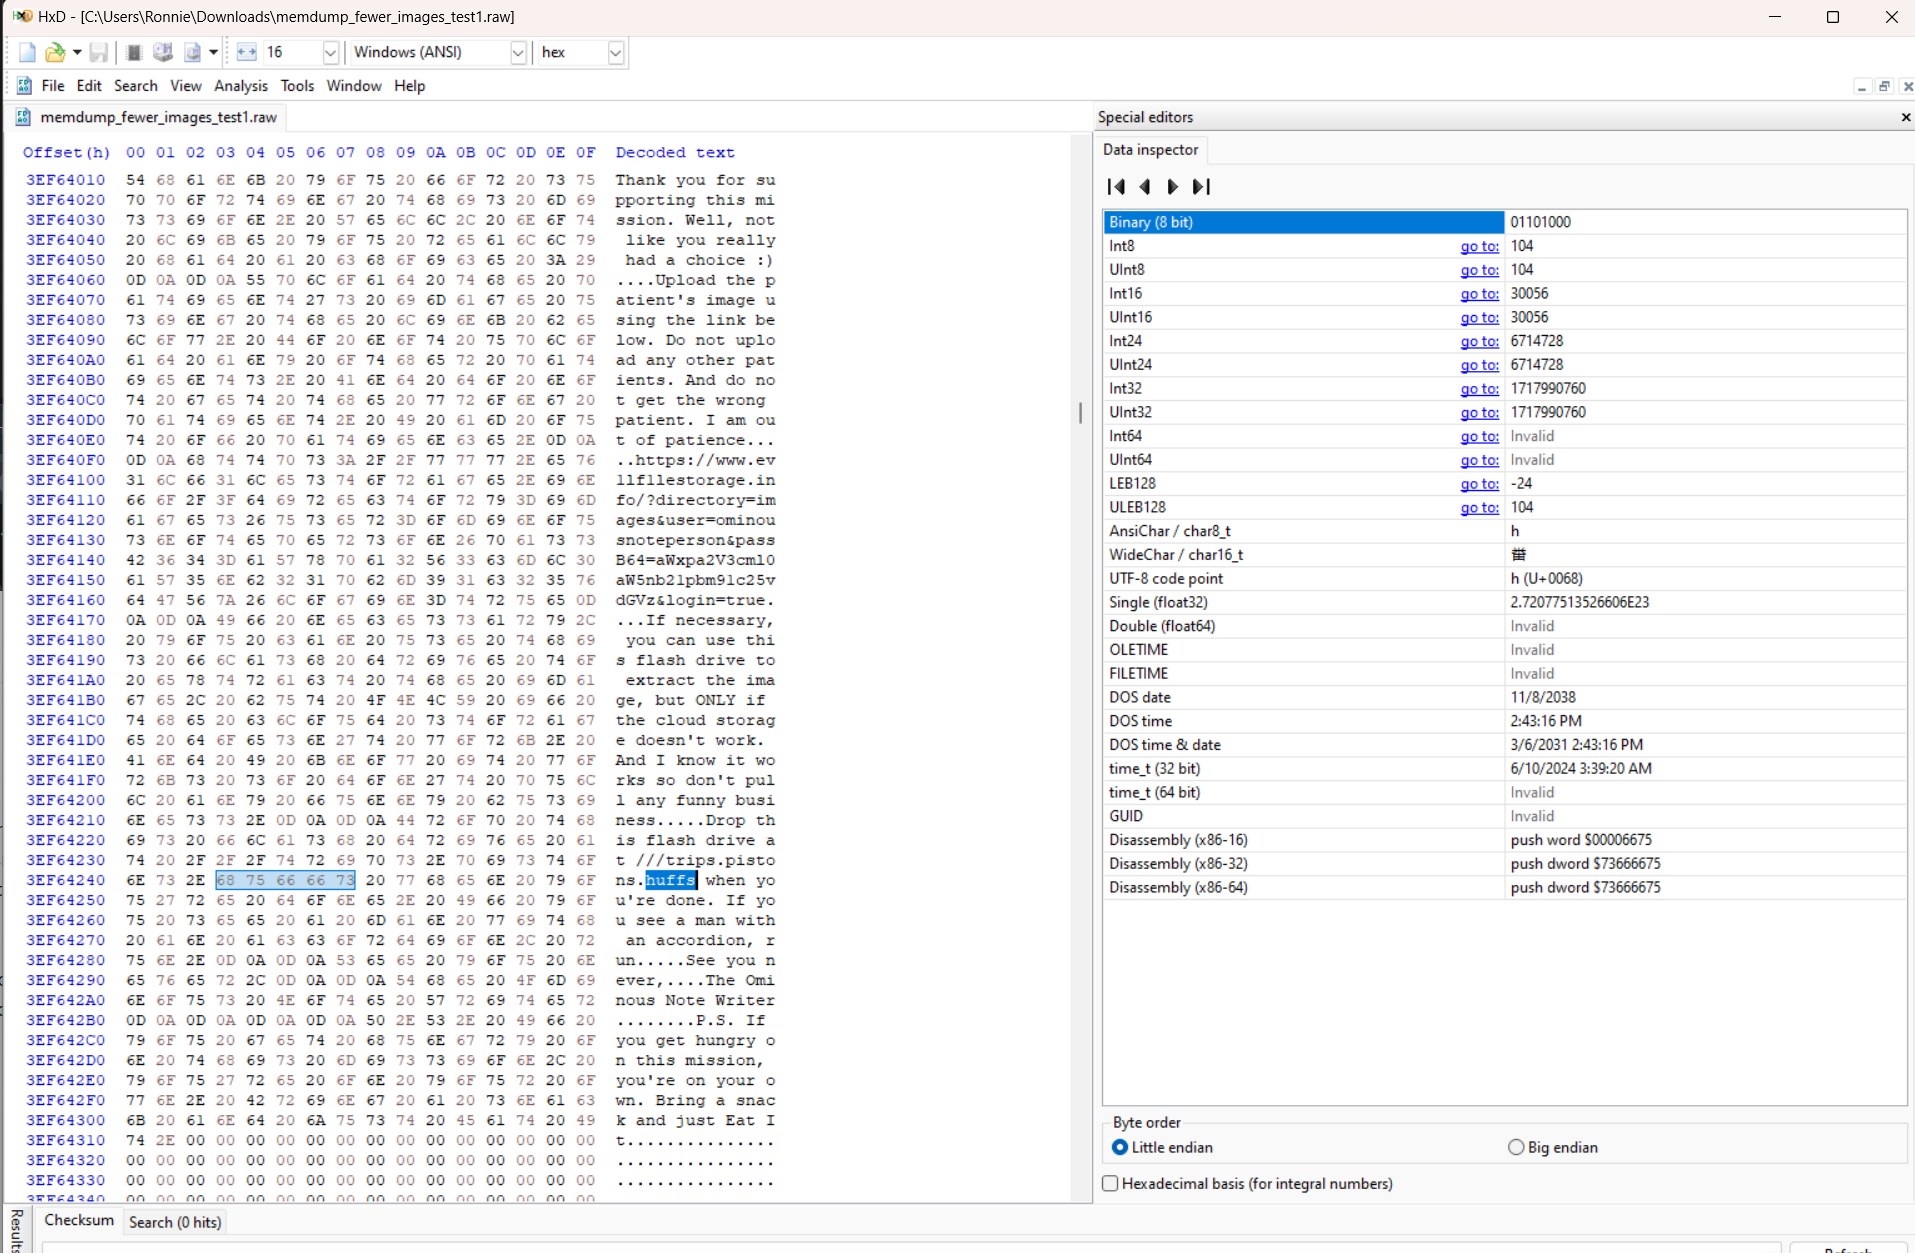 HxD - [C:\Users\Ronnie\Downloads\memdump_fewer_images_test1.raw]
16 Windows (ANSI) hex
File Edit Search View Analysis Tools Window Help
memdump_fewer_images_test1.raw
Offset(h) 00 01 02 03 04 05 06 07 08 09 0A 0B 0C 0D 0E 0F Decoded text
3EF64010 54 68 61 6E 6B 20 79 6F 75 20 66 6F 72 20 73 75 Thank you for su
3EF64020 70 70 6F 72 74 69 6E 67 20 74 68 69 73 20 6D 69 pporting this mi
3EF64030 73 73 69 6F 6E 2E 20 57 65 6C 6C 2C 20 6E 6F 74 ssion. Well, not
3EF64040 20 6C 69 6B 65 20 79 6F 75 20 72 65 61 6C 6C 79  like you really
3EF64050 20 68 61 64 20 61 20 63 68 6F 69 63 65 20 3A 29  had a choice :)
3EF64060 0D 0A 0D 0A 55 70 6C 6F 61 64 20 74 68 65 20 70 ....Upload the p
3EF64070 61 74 69 65 6E 74 27 73 20 69 6D 61 67 65 20 75 atient's image u
3EF64080 73 69 6E 67 20 74 68 65 20 6C 69 6E 6B 20 62 65 sing the link be
3EF64090 6C 6F 77 2E 20 44 6F 20 6E 6F 74 20 75 70 6C 6F low. Do not uplo
3EF640A0 61 64 20 61 6E 79 20 6F 74 68 65 72 20 70 61 74 ad any other pat
3EF640B0 69 65 6E 74 73 2E 20 41 6E 64 20 64 6F 20 6E 6F ients. And do no
3EF640C0 74 20 67 65 74 20 74 68 65 20 77 72 6F 6E 67 20 t get the wrong
3EF640D0 70 61 74 69 65 6E 74 2E 20 49 20 61 6D 20 6F 75 patient. I am ou
3EF640E0 74 20 6F 66 20 70 61 74 69 65 6E 63 65 2E 0D 0A t of patience...
3EF640F0 0D 0A 68 74 74 70 73 3A 2F 2F 77 77 77 2E 65 76 ..https://www.ev
3EF64100 31 6C 66 31 6C 65 73 74 6F 72 61 67 65 2E 69 6E 1lf1lestorage.in
3EF64110 66 6F 2F 3F 64 69 72 65 63 74 6F 72 79 3D 69 6D fo/?directory=im
3EF64120 61 67 65 73 26 75 73 65 72 3D 6F 6D 69 6E 6F 75 ages&user=ominou
3EF64130 73 6E 6F 74 65 70 65 72 73 6F 6E 26 70 61 73 73 snoteperson&pass
3EF64140 42 36 34 3D 61 57 78 70 61 32 56 33 63 6D 6C 30 B64=aWxpa2V3cml0
3EF64150 61 57 35 6E 62 32 31 70 62 6D 39 31 63 32 35 76 aW5nb21pbm91c25v
3EF64160 64 47 56 7A 26 6C 6F 67 69 6E 3D 74 72 75 65 0D dGVz&login=true.
3EF64170 0A 0D 0A 49 66 20 6E 65 63 65 73 73 61 72 79 2C ...If necessary,
3EF64180 20 79 6F 75 20 63 61 6E 20 75 73 65 20 74 68 69  you can use thi
3EF64190 73 20 66 6C 61 73 68 20 64 72 69 76 65 20 74 6F s flash drive to
3EF641A0 20 65 78 74 72 61 63 74 20 74 68 65 20 69 6D 61  extract the ima
3EF641B0 67 65 2C 20 62 75 74 20 4F 4E 4C 59 20 69 66 20 ge, but ONLY if
3EF641C0 74 68 65 20 63 6C 6F 75 64 20 73 74 6F 72 61 67 the cloud storag
3EF641D0 65 20 64 6F 65 73 6E 27 74 20 77 6F 72 6B 2E 20 e doesn't work.
3EF641E0 41 6E 64 20 49 20 6B 6E 6F 77 20 69 74 20 77 6F And I know it wo
3EF641F0 72 6B 73 20 73 6F 20 64 6F 6E 27 74 20 70 75 6C rks so don't pul
3EF64200 6C 20 61 6E 79 20 66 75 6E 6E 79 20 62 75 73 69 l any funny busi
3EF64210 6E 65 73 73 2E 0D 0A 0D 0A 44 72 6F 70 20 74 68 ness.....Drop th
3EF64220 69 73 20 66 6C 61 73 68 20 64 72 69 76 65 20 61 is flash drive a
3EF64230 74 20 2F 2F 2F 74 72 69 70 73 2E 70 69 73 74 6F t ///trips.pisto
3EF64240 6E 73 2E 68 75 66 66 73 20 77 68 65 6E 20 79 6F ns.huffs when yo
3EF64250 75 27 72 65 20 64 6F 6E 65 2E 20 49 66 20 79 6F u're done. If yo
3EF64260 75 20 73 65 65 20 61 20 6D 61 6E 20 77 69 74 68 u see a man with
3EF64270 20 61 6E 20 61 63 63 6F 72 64 69 6F 6E 2C 20 72  an accordion, r
3EF64280 75 6E 2E 0D 0A 0D 0A 53 65 65 20 79 6F 75 20 6E un.....See you n
3EF64290 65 76 65 72 2C 0D 0A 0D 0A 54 68 65 20 4F 6D 69 ever,....The Omi
3EF642A0 6E 6F 75 73 20 4E 6F 74 65 20 57 72 69 74 65 72 nous Note Writer
3EF642B0 0D 0A 0D 0A 0D 0A 0D 0A 50 2E 53 2E 20 49 66 20 ........P.S. If
3EF642C0 79 6F 75 20 67 65 74 20 68 75 6E 67 72 79 20 6F you get hungry o
3EF642D0 6E 20 74 68 69 73 20 6D 69 73 73 69 6F 6E 2C 20 n this mission,
3EF642E0 79 6F 75 27 72 65 20 6F 6E 20 79 6F 75 72 20 6F you're on your o
3EF642F0 77 6E 2E 20 42 72 69 6E 67 20 61 20 73 6E 61 63 wn. Bring a snac
3EF64300 6B 20 61 6E 64 20 6A 75 73 74 20 45 61 74 20 49 k and just Eat I
3EF64310 74 2E 00 00 00 00 00 00 00 00 00 00 00 00 00 00 t...............
3EF64320 00 00 00 00 00 00 00 00 00 00 00 00 00 00 00 00 ................
3EF64330 00 00 00 00 00 00 00 00 00 00 00 00 00 00 00 00 ................
3EF64340 00 00 00 00 00 00 00 00 00 00 00 00 00 00 00 00
Special editors
Data inspector
Binary (8 bit) 01101000
Int8 go to: 104
UInt8 go to: 104
Int16 go to: 30056
UInt16 go to: 30056
Int24 go to: 6714728
UInt24 go to: 6714728
Int32 go to: 1717990760
UInt32 go to: 1717990760
Int64 go to: Invalid
UInt64 go to: Invalid
LEB128 go to: -24
ULEB128 go to: 104
AnsiChar / char8_t h
WideChar / char16_t
UTF-8 code point h (U+0068)
Single (float32) 2.72077513526606E23
Double (float64) Invalid
OLETIME Invalid
FILETIME Invalid
DOS date 11/8/2038
DOS time 2:43:16 PM
DOS time & date 3/6/2031 2:43:16 PM
time_t (32 bit) 6/10/2024 3:39:20 AM
time_t (64 bit) Invalid
GUID Invalid
Disassembly (x86-16) push word $00006675
Disassembly (x86-32) push dword $73666675
Disassembly (x86-64) push dword $73666675
Byte order
Little endian Big endian
Hexadecimal basis (for integral numbers)
Results
Checksum Search (0 hits)
Refresh